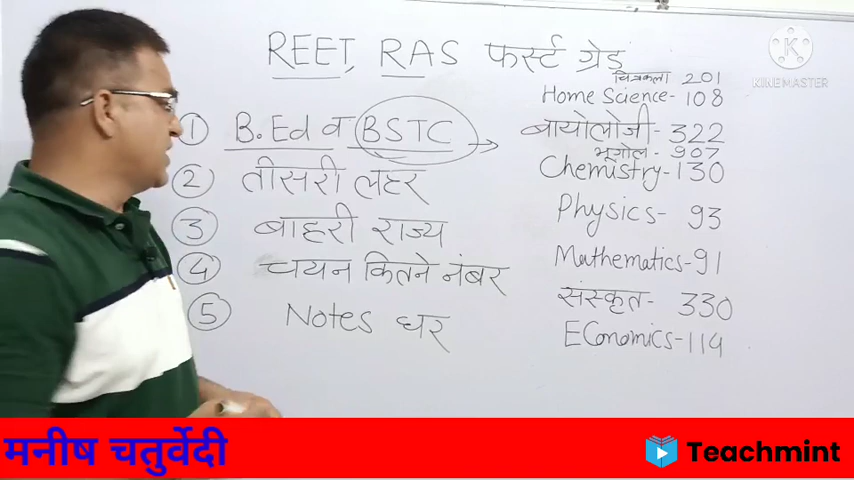 REET, RAS फर्स्ट ग्रेड
K
KINEMASTER
① B.Ed व BSTC →
② तीसरी लहर
③ बाहरी राज्य
④ चयन कितने नंबर
⑤ Notes घर
चित्रकला 201
Home Science- 108
बायोलोजी- 322
भूगोल - 907
Chemistry- 130
Physics- 93
Mathematics- 91
संस्कृत- 330
Economics- 114
मनीष चतुर्वेदी
Teachmint